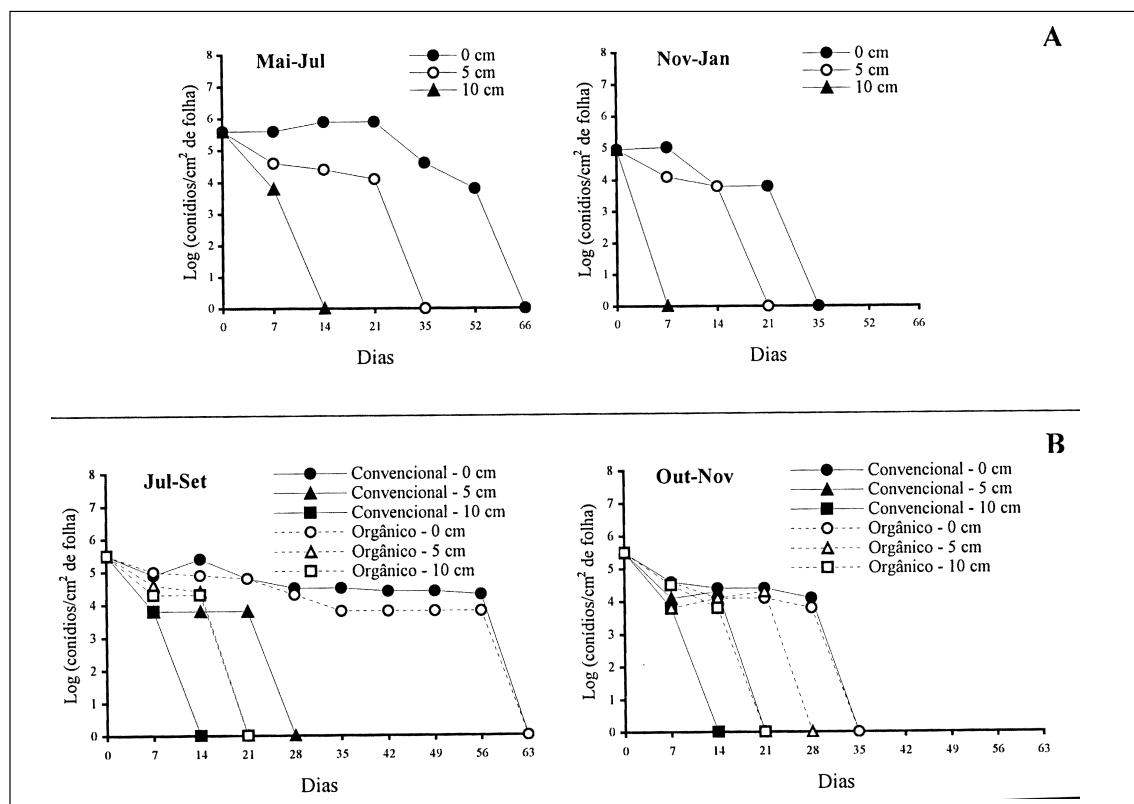 A
Mai-Jul
0 cm
5 cm
10 cm
Log (conídios/cm² de folha)
8
7
6
5
4
3
2
1
0
0 7 14 21 35 52 66
Dias
Nov-Jan
0 cm
5 cm
10 cm
Log (conídios/cm² de folha)
8
7
6
5
4
3
2
1
0
0 7 14 21 35 52 66
Dias
B
Jul-Set
Convencional - 0 cm
Convencional - 5 cm
Convencional - 10 cm
Orgânico - 0 cm
Orgânico - 5 cm
Orgânico - 10 cm
Log (conídios/cm² de folha)
8
7
6
5
4
3
2
1
0
0 7 14 21 28 35 42 49 56 63
Dias
Out-Nov
Convencional - 0 cm
Convencional - 5 cm
Convencional - 10 cm
Orgânico - 0 cm
Orgânico - 5 cm
Orgânico - 10 cm
Log (conídios/cm² de folha)
8
7
6
5
4
3
2
1
0
0 7 14 21 28 35 42 49 56 63
Dias